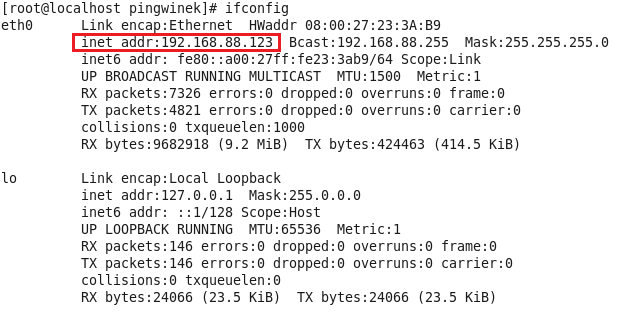 [root@localhost pingwinek]# ifconfig
eth0 Link encap:Ethernet HWaddr 08:00:27:23:3A:B9
inet addr:192.168.88.123 Bcast:192.168.88.255 Mask:255.255.255.0
inet6 addr: fe80::a00:27ff:fe23:3ab9/64 Scope:Link
UP BROADCAST RUNNING MULTICAST MTU:1500 Metric:1
RX packets:7326 errors:0 dropped:0 overruns:0 frame:0
TX packets:4821 errors:0 dropped:0 overruns:0 carrier:0
collisions:0 txqueuelen:1000
RX bytes:9682918 (9.2 MiB) TX bytes:424463 (414.5 KiB)
lo Link encap:Local Loopback
inet addr:127.0.0.1 Mask:255.0.0.0
inet6 addr: ::1/128 Scope:Host
UP LOOPBACK RUNNING MTU:65536 Metric:1
RX packets:146 errors:0 dropped:0 overruns:0 frame:0
TX packets:146 errors:0 dropped:0 overruns:0 carrier:0
collisions:0 txqueuelen:0
RX bytes:24066 (23.5 KiB) TX bytes:24066 (23.5 KiB)